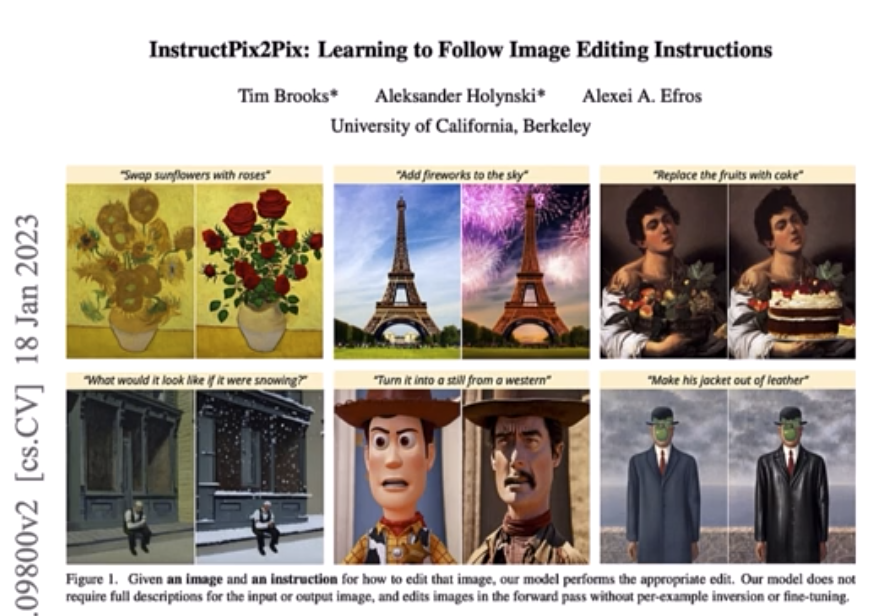 InstructPix2Pix: Learning to Follow Image Editing Instructions
Tim Brooks* Aleksander Holynski* Alexei A. Efros
University of California, Berkeley
"Swap sunflowers with roses" "Add fireworks to the sky" "Replace the fruits with cake"
"What would it look like if it were snowing?" "Turn it into a still from a western" "Make his jacket out of leather"
Figure 1. Given an image and an instruction for how to edit that image, our model performs the appropriate edit. Our model does not
require full descriptions for the input or output image, and edits images in the forward pass without per-example inversion or fine-tuning.
.09800v2 [cs.CV] 18 Jan 2023